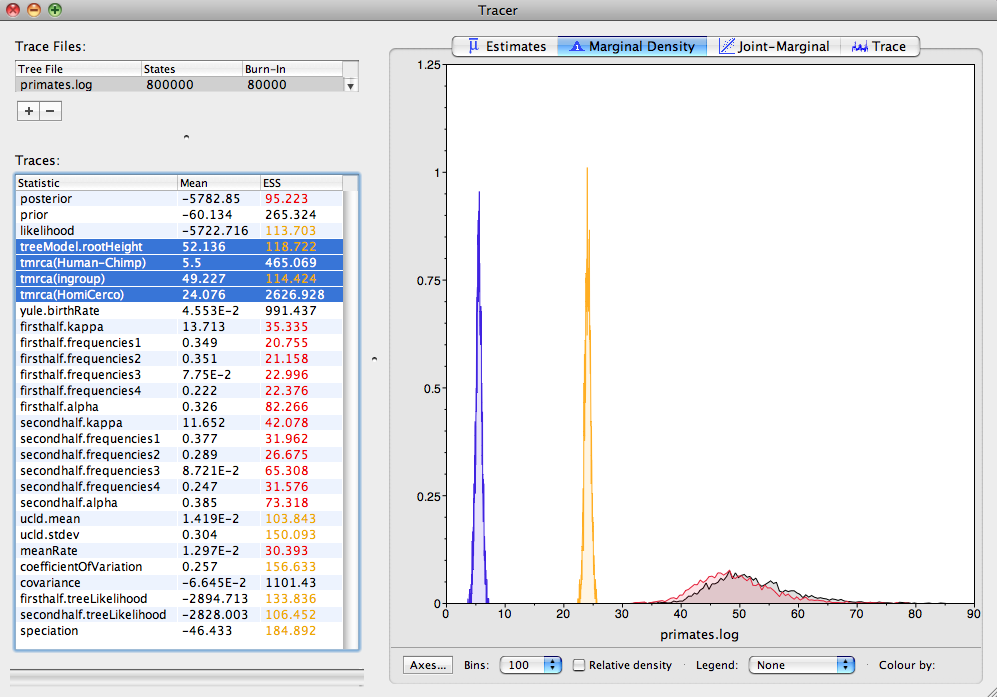 Tracer
Trace Files:
Tree File States Burn-In
primates.log 800000 80000
+ −
Traces:
Statistic Mean ESS
posterior -5782.85 95.223
prior -60.134 265.324
likelihood -5722.716 113.703
treeModel.rootHeight 52.136 118.722
tmrca(Human-Chimp) 5.5 465.069
tmrca(ingroup) 49.227 114.424
tmrca(HomiCerco) 24.076 2626.928
yule.birthRate 4.553E-2 991.437
firsthalf.kappa 13.713 35.335
firsthalf.frequencies1 0.349 20.755
firsthalf.frequencies2 0.351 21.158
firsthalf.frequencies3 7.75E-2 22.996
firsthalf.frequencies4 0.222 22.376
firsthalf.alpha 0.326 82.266
secondhalf.kappa 11.652 42.078
secondhalf.frequencies1 0.377 31.962
secondhalf.frequencies2 0.289 26.675
secondhalf.frequencies3 8.721E-2 65.308
secondhalf.frequencies4 0.247 31.576
secondhalf.alpha 0.385 73.318
ucld.mean 1.419E-2 103.843
ucld.stdev 0.304 150.093
meanRate 1.297E-2 30.393
coefficientOfVariation 0.257 156.633
covariance -6.645E-2 1101.43
firsthalf.treeLikelihood -2894.713 133.836
secondhalf.treeLikelihood -2828.003 106.452
speciation -46.433 184.892
μ Estimates Marginal Density Joint-Marginal Trace
1.25
1
0.75
0.5
0.25
0
0 10 20 30 40 50 60 70 80 90
primates.log
Axes... Bins: 100 Relative density Legend: None Colour by: